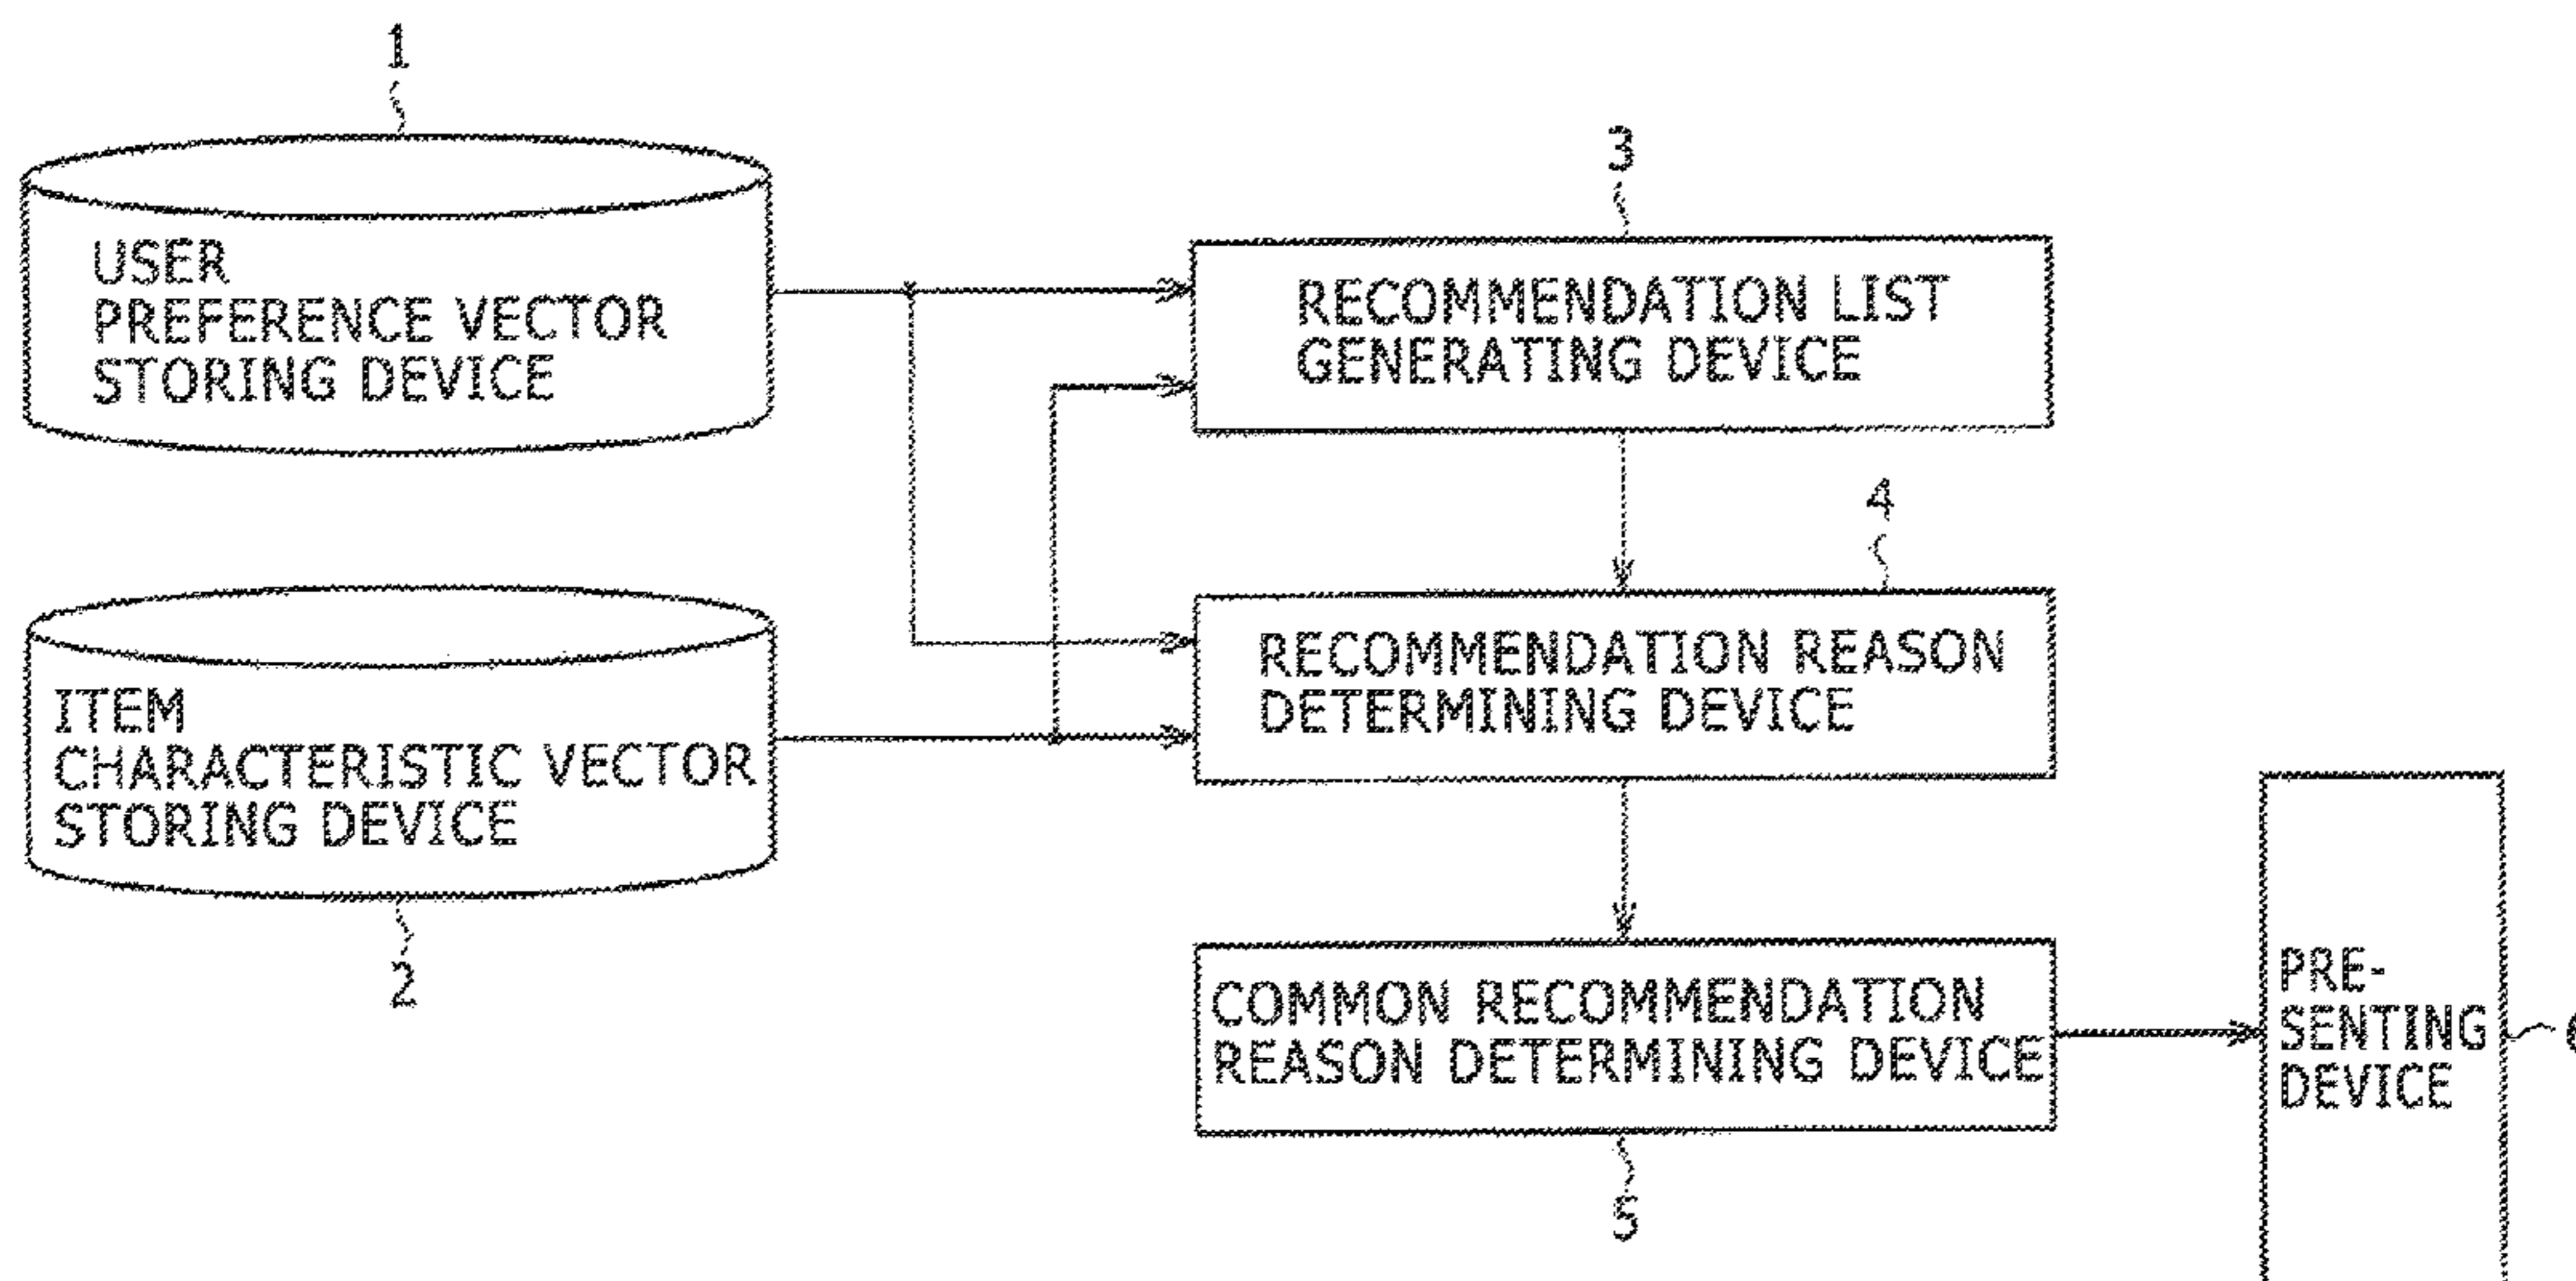 1
USER
PREFERENCE VECTOR
STORING DEVICE
3
RECOMMENDATION LIST
GENERATING DEVICE
4
RECOMMENDATION REASON
DETERMINING DEVICE
ITEM
CHARACTERISTIC VECTOR
STORING DEVICE
2
COMMON RECOMMENDATION
REASON DETERMINING DEVICE
5
PRE-
SENTING
DEVICE